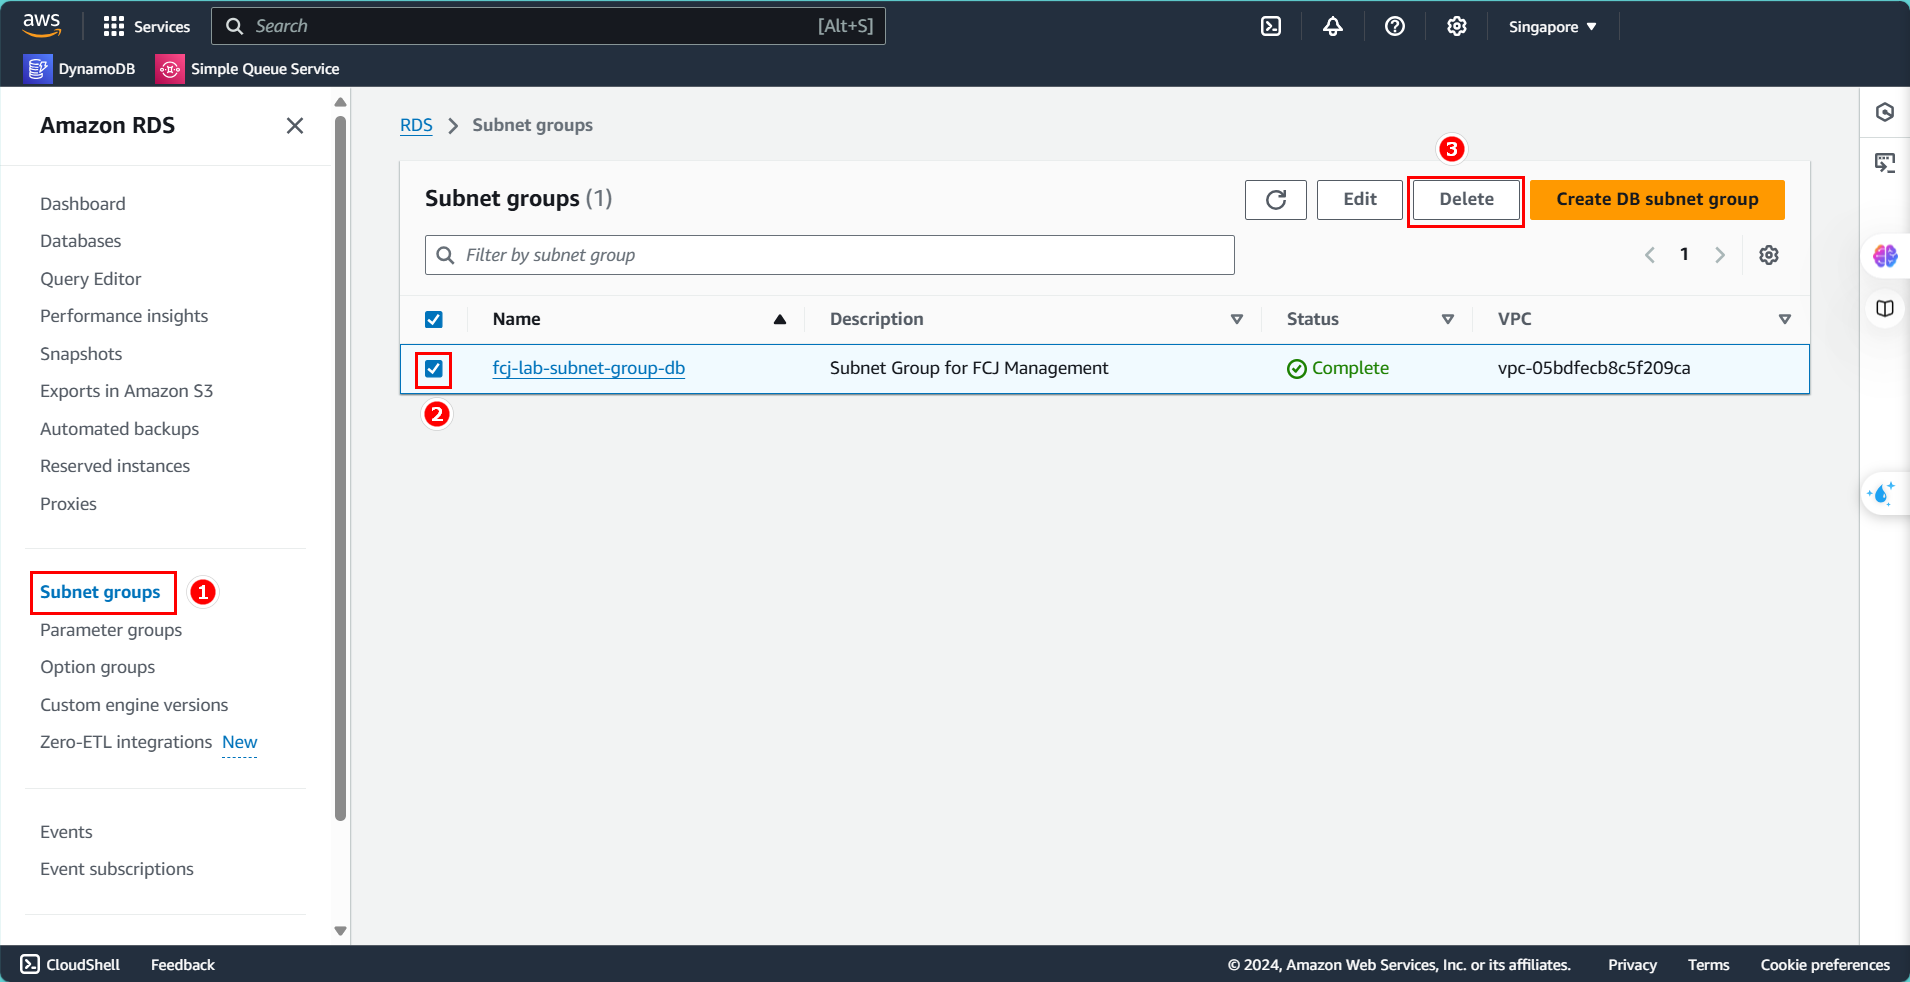 aws
Services
Search
[Alt+S]
Singapore
DynamoDB
Simple Queue Service
Amazon RDS
Dashboard
Databases
Query Editor
Performance insights
Snapshots
Exports in Amazon S3
Automated backups
Reserved instances
Proxies
Subnet groups
1
Parameter groups
Option groups
Custom engine versions
Zero-ETL integrations New
Events
Event subscriptions
RDS
Subnet groups
3
Subnet groups (1)
Edit
Delete
Create DB subnet group
Filter by subnet group
1
Name
Description
Status
VPC
fcj-lab-subnet-group-db
Subnet Group for FCJ Management
Complete
vpc-05bdfecb8c5f209ca
2
CloudShell
Feedback
© 2024, Amazon Web Services, Inc. or its affiliates.
Privacy
Terms
Cookie preferences